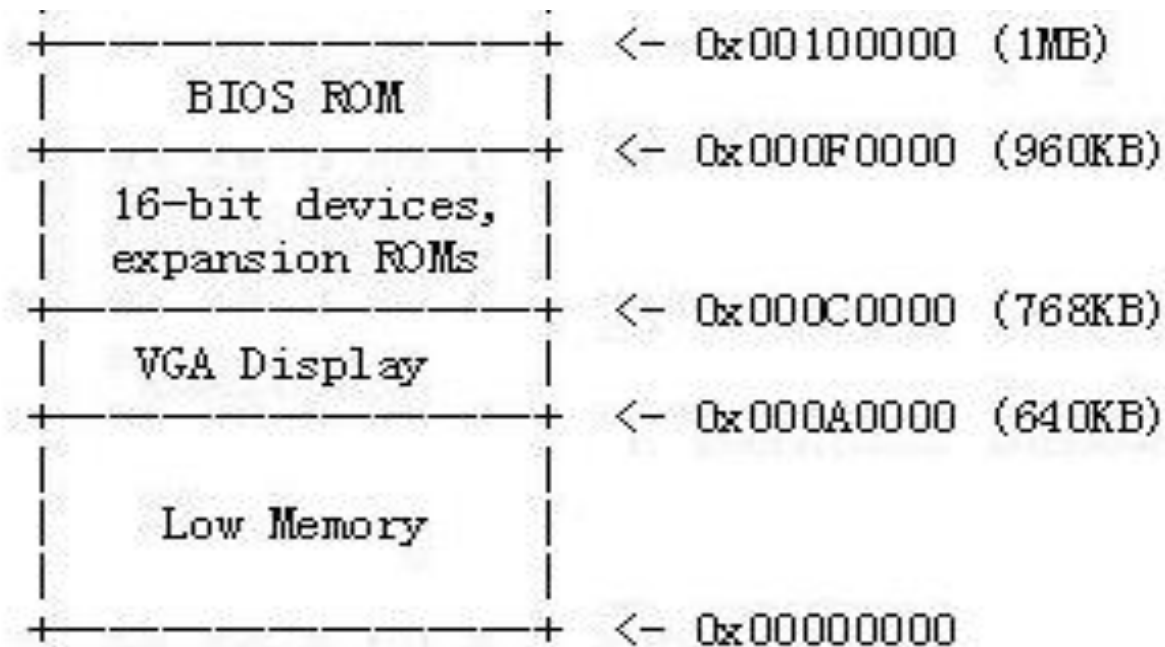 +------------------+ <- 0x00100000 (1MB)
| BIOS ROM |
+------------------+ <- 0x000F0000 (960KB)
| 16-bit devices, |
| expansion ROMs |
+------------------+ <- 0x000C0000 (768KB)
| VGA Display |
+------------------+ <- 0x000A0000 (640KB)
| |
| Low Memory |
| |
+------------------+ <- 0x00000000